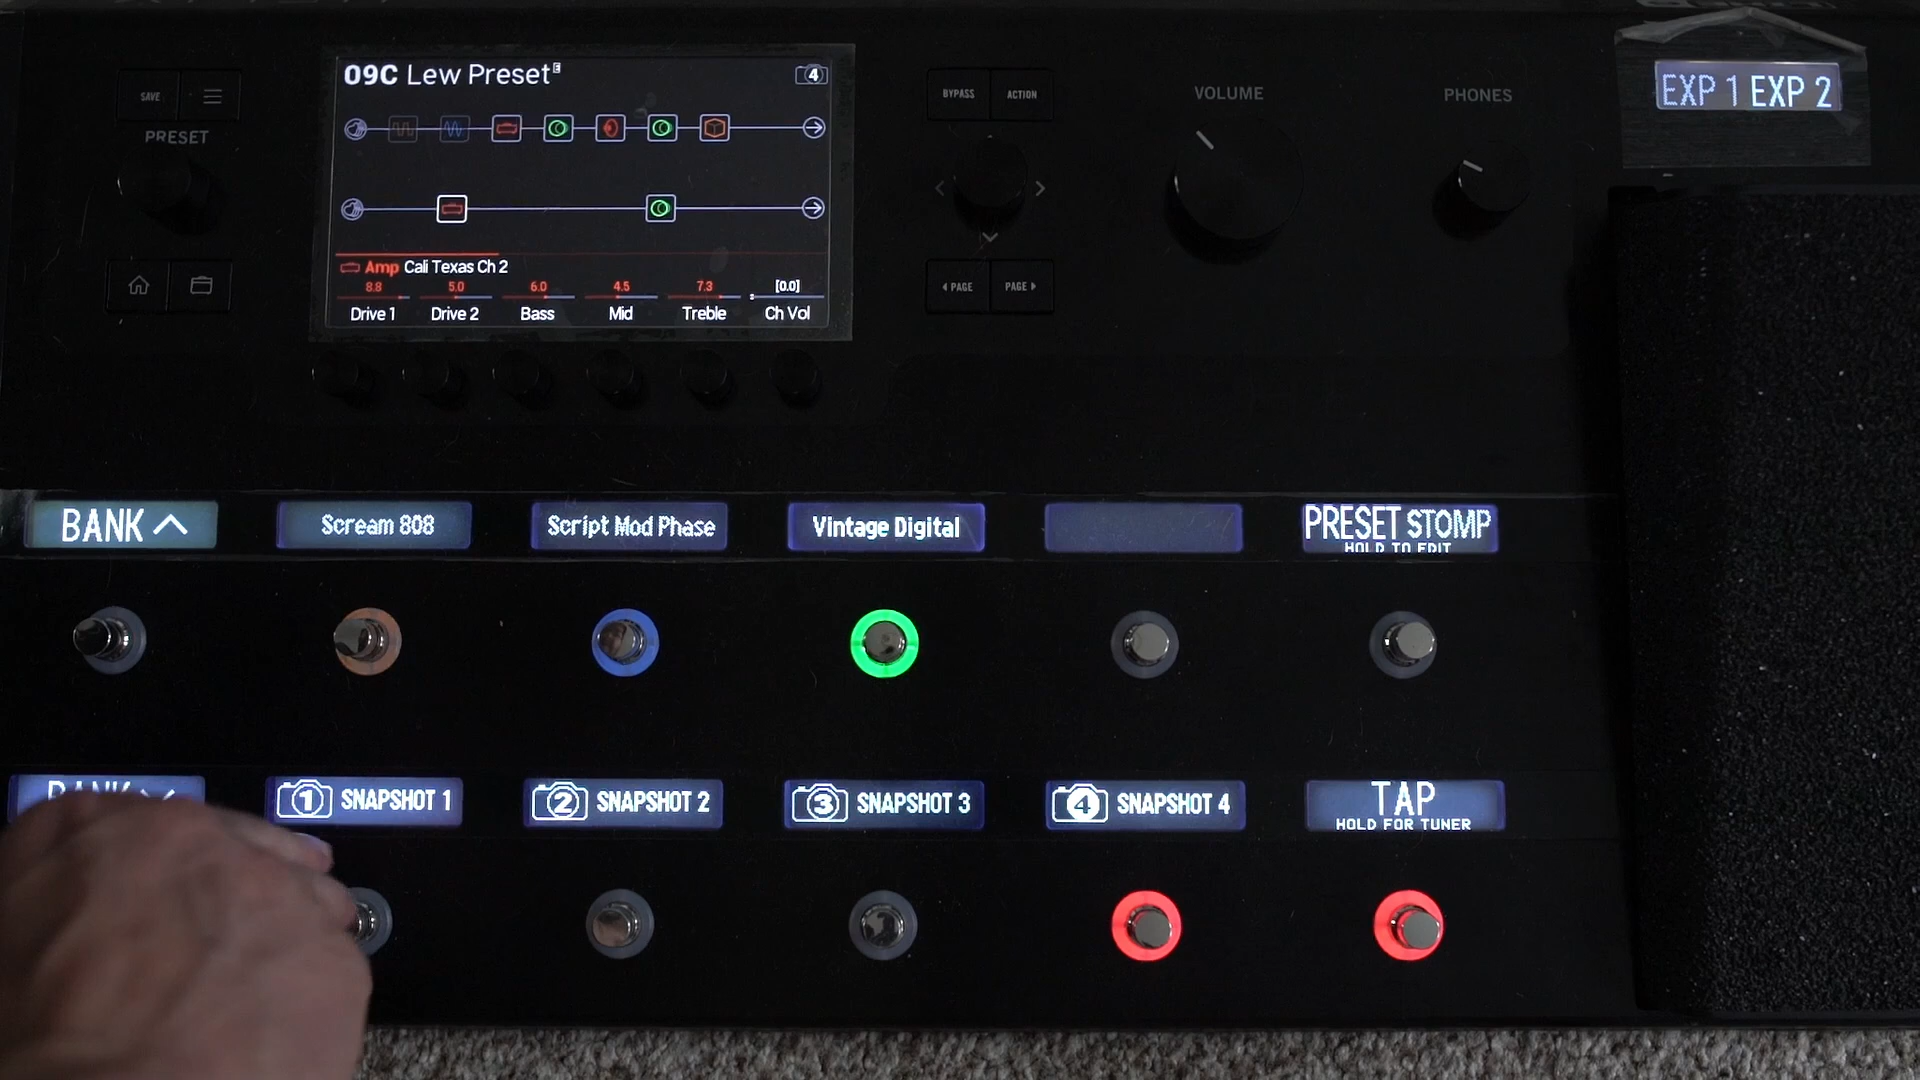 09C Lew Preset
4
SAVE
PRESET
BYPASS ACTION
VOLUME
PHONES
EXP 1 EXP 2
Amp Cali Texas Ch 2
8.8 5.0 6.0 4.5 7.3 [0.0]
Drive 1 Drive 2 Bass Mid Treble Ch Vol
PAGE PAGE
BANK
Scream 808
Script Mod Phase
Vintage Digital
PRESET STOMP
HOLD TO EDIT
BANK
1 SNAPSHOT 1
2 SNAPSHOT 2
3 SNAPSHOT 3
4 SNAPSHOT 4
TAP
HOLD FOR TUNER